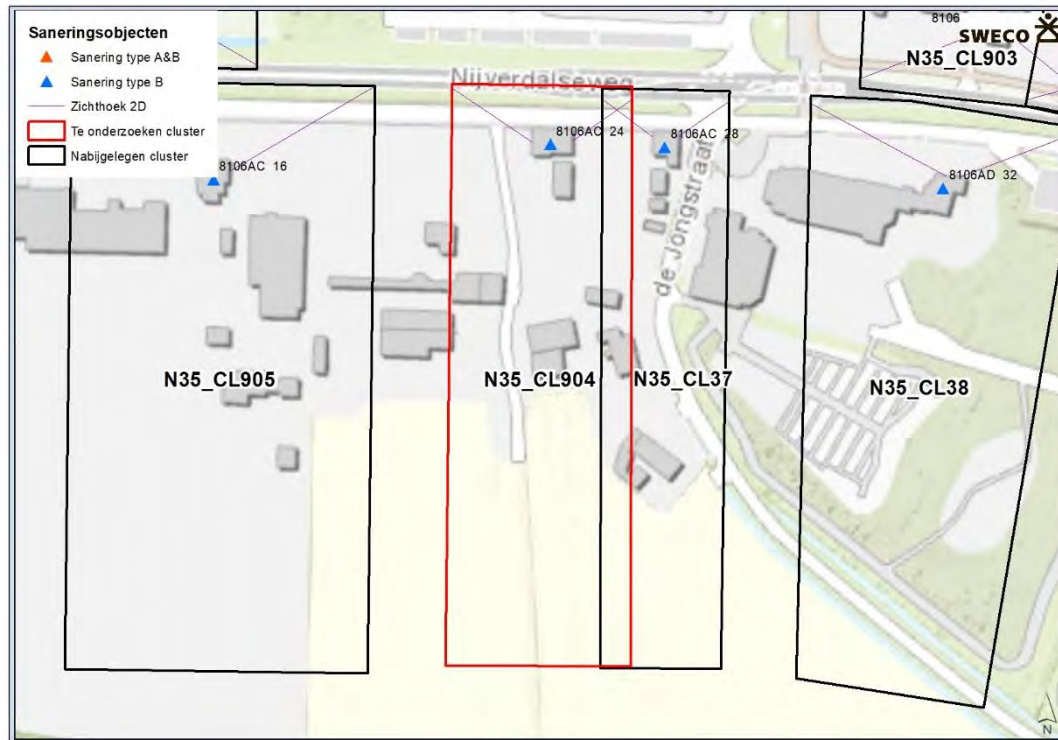 Saneringsobjecten
Sanering type A&B
Sanering type B
Zichthoek 2D
Te onderzoeken cluster
Nabijgelegen cluster
8106
SWECO
N35_CL903
Nijverdalseweg
8106AC 16
8106AC 24
8106AC 28
8106AD 32
de Jongstraat
N35_CL905
N35_CL904
N35_CL37
N35_CL38
N